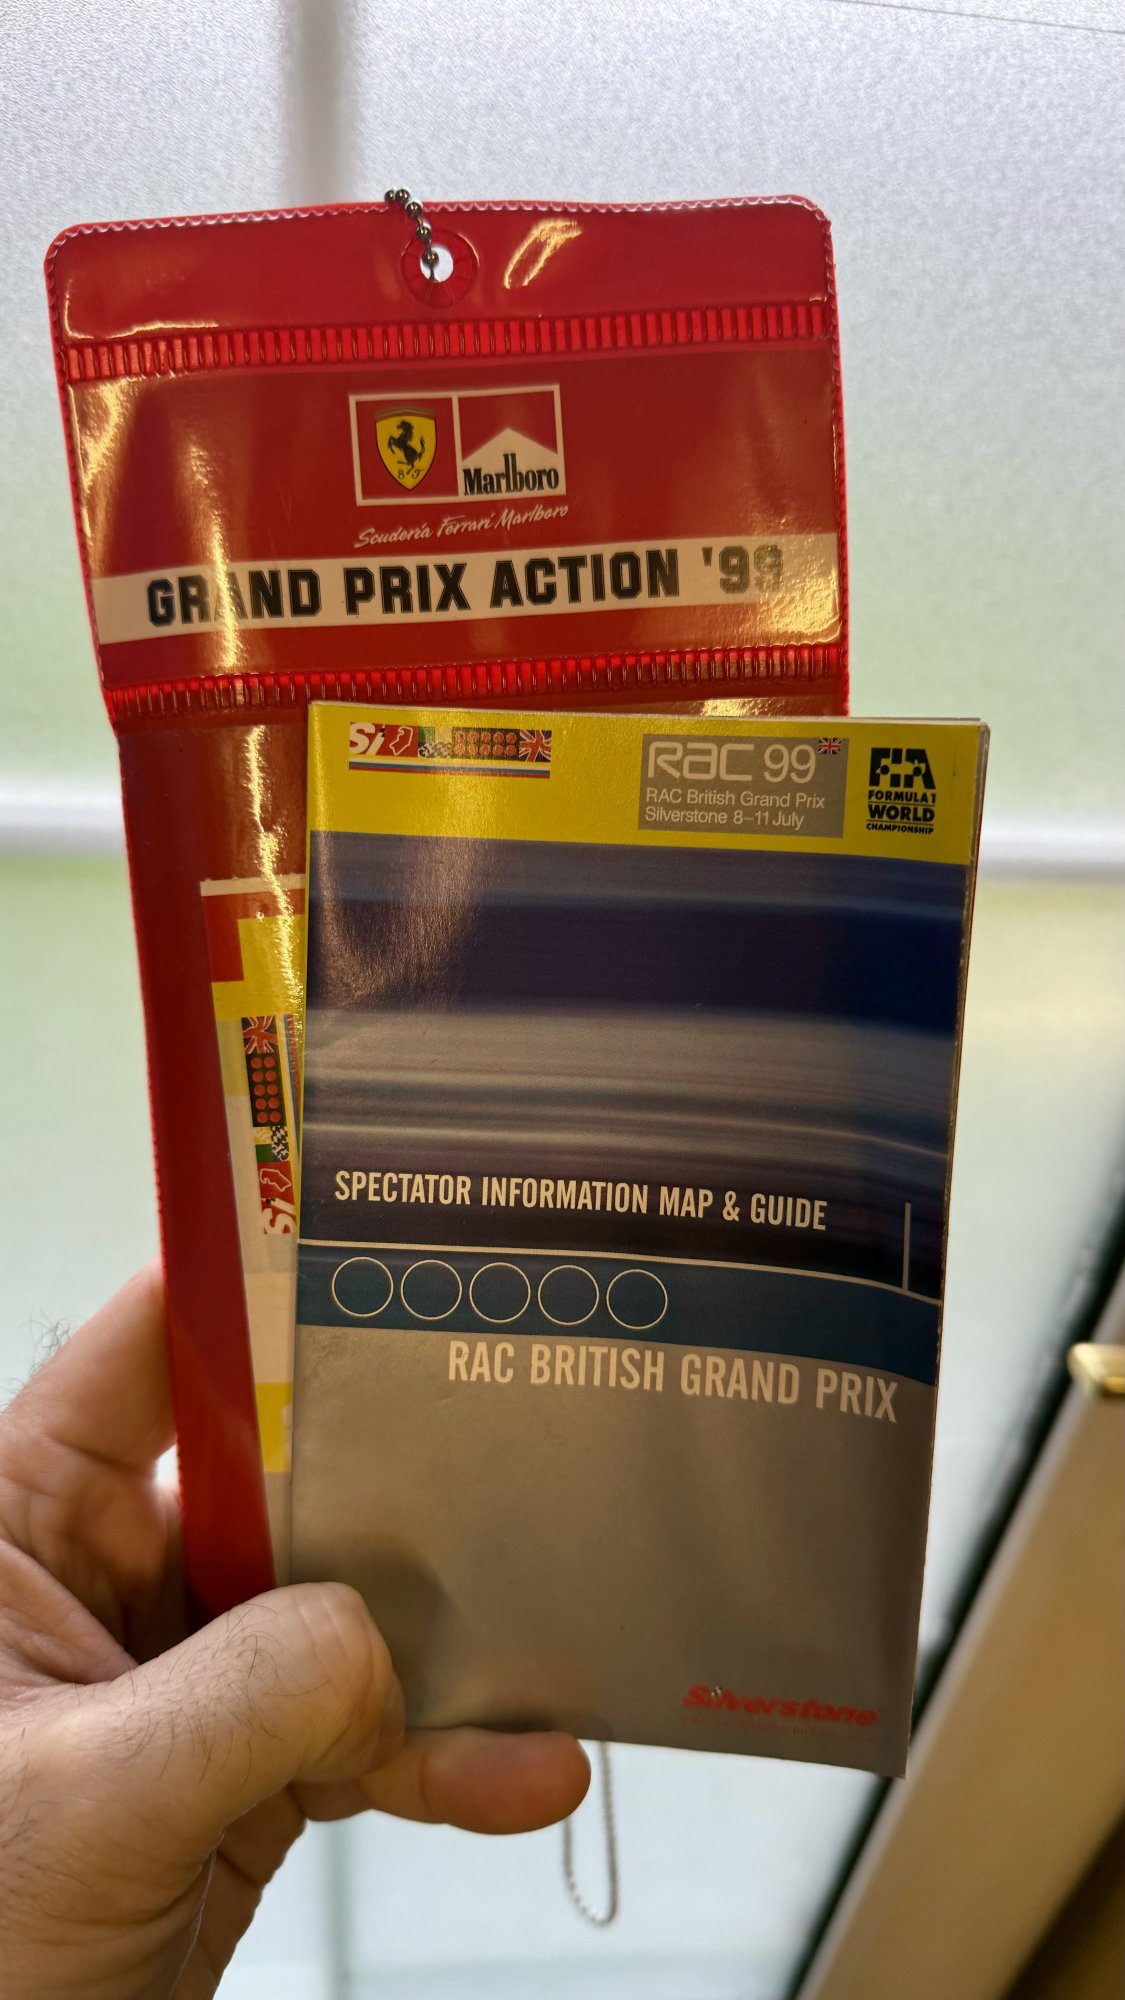 SF
Marlboro
Scuderia Ferrari Marlboro
GRAND PRIX ACTION '99
RAC 99
RAC British Grand Prix
Silverstone 8–11 July
FIA
FORMULA 1
WORLD
CHAMPIONSHIP
SPECTATOR INFORMATION MAP & GUIDE
RAC BRITISH GRAND PRIX
Silverstone